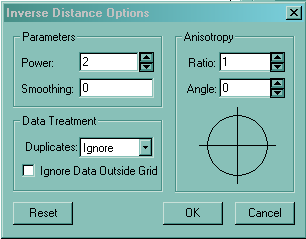 Inverse Distance Options
Parameters
Power: 2
Smoothing: 0
Anisotropy
Ratio: 1
Angle: 0
Data Treatment
Duplicates: Ignore
Ignore Data Outside Grid
Reset OK Cancel